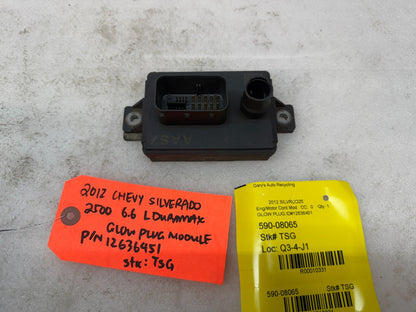 AAS7
2012 CHEVY SILVERADO
2500 6.6 L DURAMAX
GLOW PLUG MODULE
P/N 12636451
stk: TSG
Gary's Auto Recycling
2012 SILVRLD25
Eng/Motor Cont Mod CC: 0 Qty: 1
GLOW PLUG ID#12636451
590-08065
Stk# TSG
Loc: Q3-4-J1
R00010331
590-08065 Stk# TSG